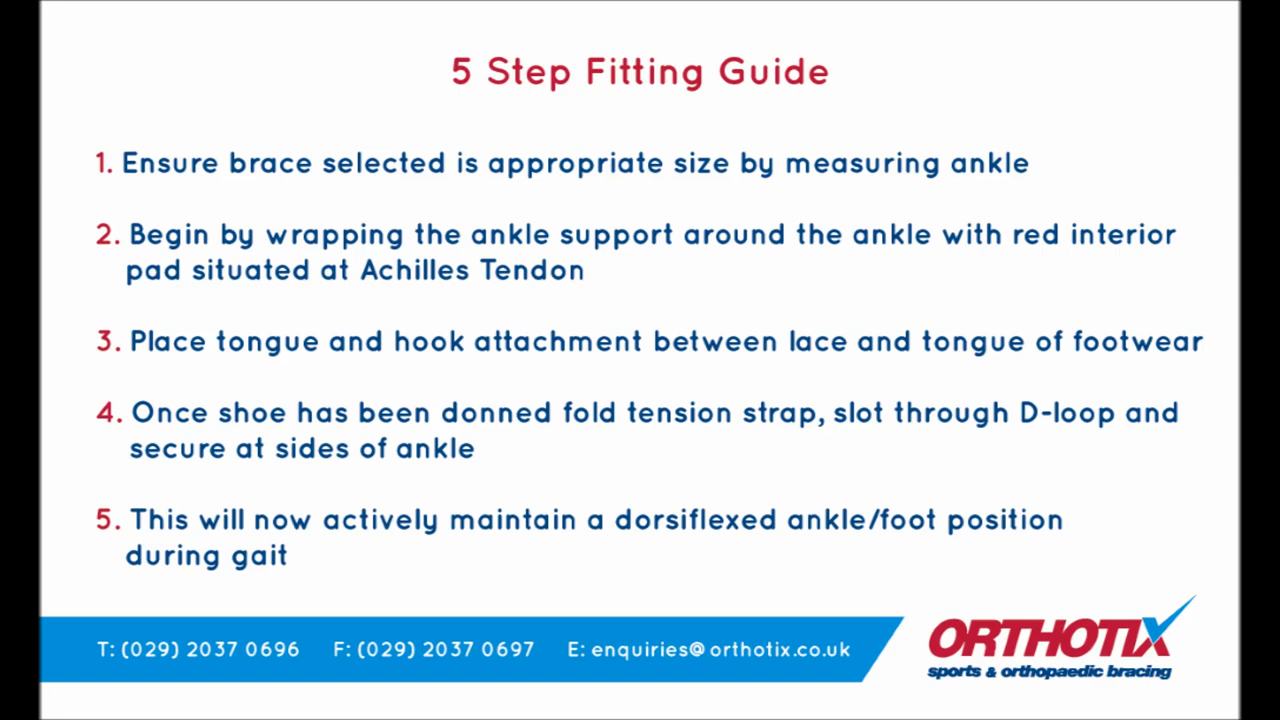 5 Step Fitting Guide
1. Ensure brace selected is appropriate size by measuring ankle
2. Begin by wrapping the ankle support around the ankle with red interior
pad situated at Achilles Tendon
3. Place tongue and hook attachment between lace and tongue of footwear
4. Once shoe has been donned fold tension strap, slot through D-loop and
secure at sides of ankle
5. This will now actively maintain a dorsiflexed ankle/foot position
during gait
T: (029) 2037 0696 F: (029) 2037 0697 E: enquiries@orthotix.co.uk
ORTHOTIX
sports & orthopaedic bracing